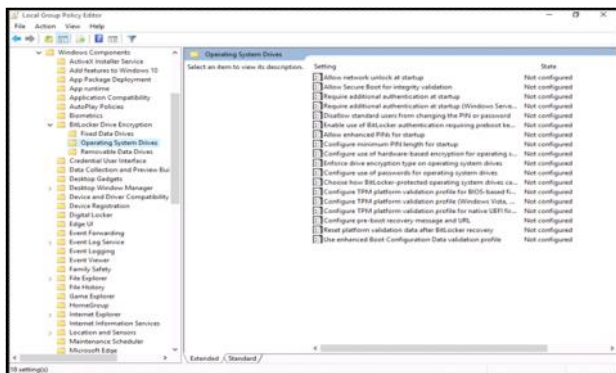 Local Group Policy Editor
File Action View Help
Windows Components
ActiveX Installer Service
Add features to Windows 10
App Package Deployment
App runtime
Application Compatibility
AutoPlay Policies
Biometrics
BitLocker Drive Encryption
Fixed Data Drives
Operating System Drives
Removable Data Drives
Credential User Interface
Data Collection and Preview Bui
Desktop Gadgets
Desktop Window Manager
Device and Driver Compatibility
Device Registration
Digital Locker
Edge UI
Event Forwarding
Event Log Service
Event Logging
Event Viewer
Family Safety
File Explorer
File History
Game Explorer
HomeGroup
Internet Explorer
Internet Information Services
Location and Sensors
Maintenance Scheduler
Microsoft Edge
Operating System Drives
Select an item to view its description.
Setting State
Allow network unlock at startup Not configured
Allow Secure Boot for integrity validation Not configured
Require additional authentication at startup Not configured
Require additional authentication at startup (Windows Serve... Not configured
Disallow standard users from changing the PIN or password Not configured
Enable use of BitLocker authentication requiring preboot ke... Not configured
Allow enhanced PINs for startup Not configured
Configure minimum PIN length for startup Not configured
Configure use of hardware-based encryption for operating s... Not configured
Enforce drive encryption type on operating system drives Not configured
Configure use of passwords for operating system drives Not configured
Choose how BitLocker-protected operating system drives ca... Not configured
Configure TPM platform validation profile for BIOS-based fi... Not configured
Configure TPM platform validation profile (Windows Vista, ... Not configured
Configure TPM platform validation profile for native UEFI fir... Not configured
Configure pre-boot recovery message and URL Not configured
Reset platform validation data after BitLocker recovery Not configured
Use enhanced Boot Configuration Data validation profile Not configured
Extended Standard
18 setting(s)